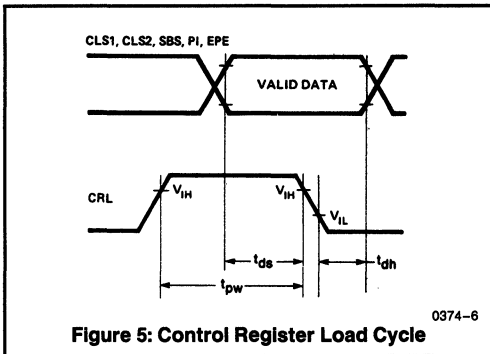 CLS1, CLS2, SBS, PI, EPE
VALID DATA
CRL
VIH
VIH
VIL
tds
tdh
tpw
0374-6
Figure 5: Control Register Load Cycle